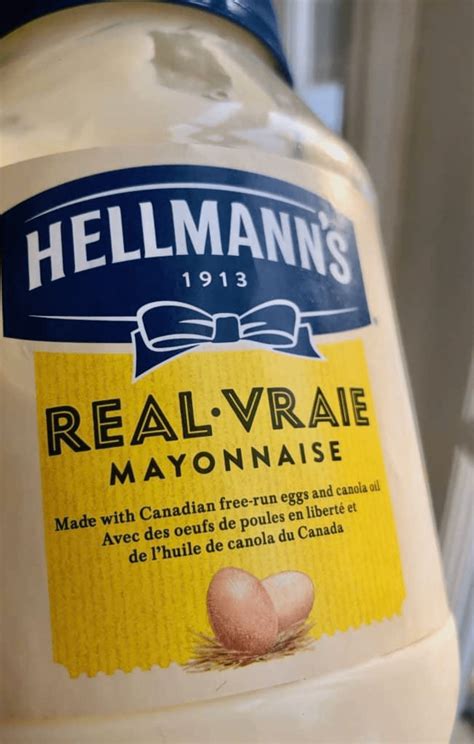 HELLMANN'S
1913
REAL·VRAIE
MAYONNAISE
Made with Canadian free-run eggs and canola oil
Avec des oeufs de poules en liberté et
de l'huile de canola du Canada